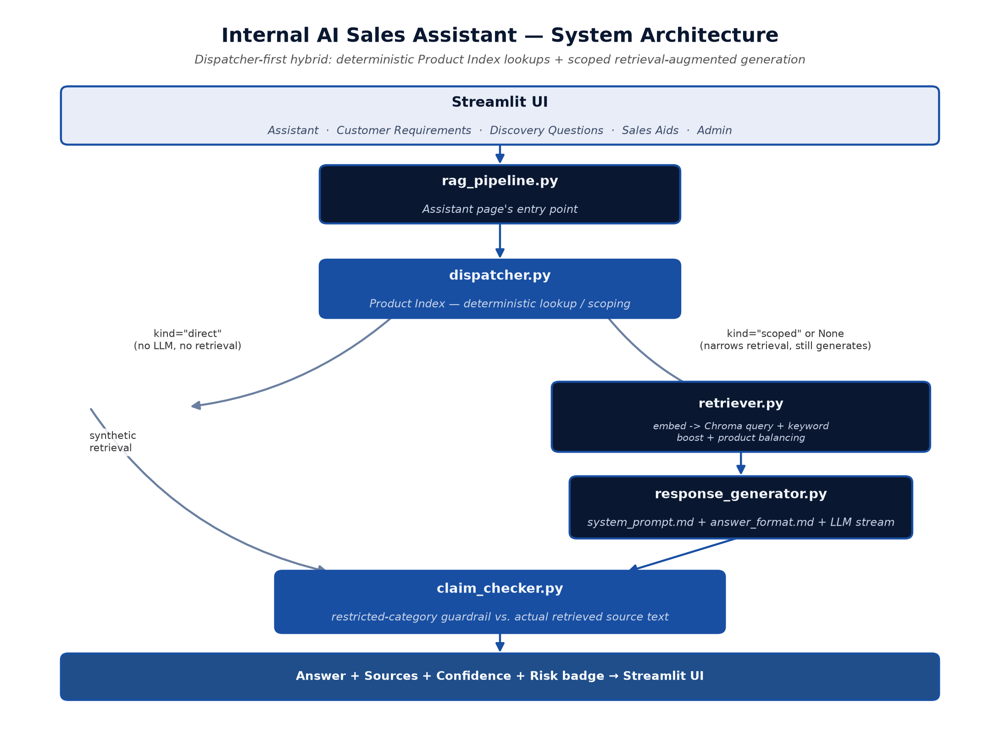 Internal AI Sales Assistant — System Architecture
Dispatcher-first hybrid: deterministic Product Index lookups + scoped retrieval-augmented generation
Streamlit UI
Assistant · Customer Requirements · Discovery Questions · Sales Aids · Admin
rag_pipeline.py
Assistant page's entry point
dispatcher.py
Product Index — deterministic lookup / scoping
kind="direct"
(no LLM, no retrieval)
kind="scoped" or None
(narrows retrieval, still generates)
retriever.py
embed -> Chroma query + keyword
boost + product balancing
synthetic
retrieval
response_generator.py
system_prompt.md + answer_format.md + LLM stream
claim_checker.py
restricted-category guardrail vs. actual retrieved source text
Answer + Sources + Confidence + Risk badge → Streamlit UI